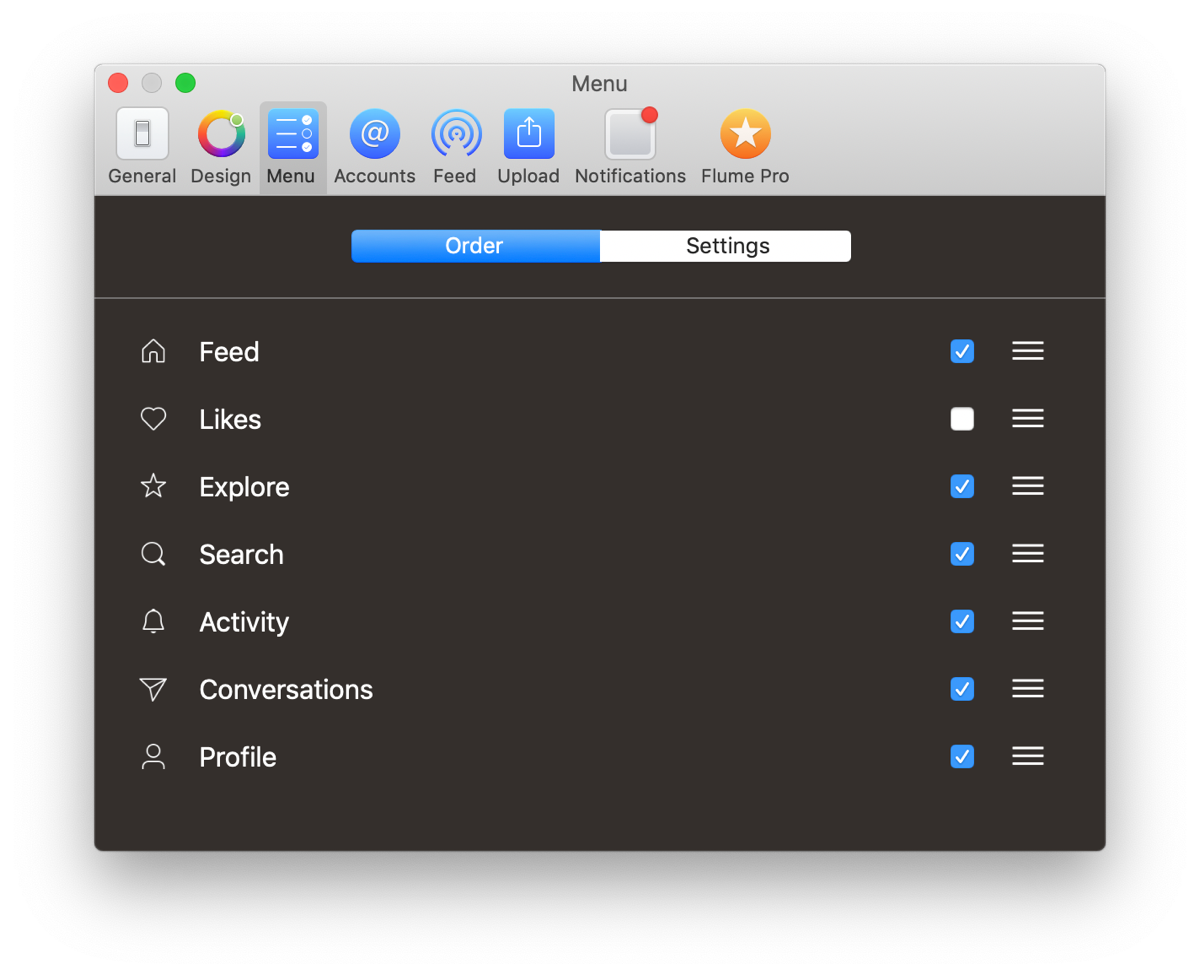 Menu
General Design Menu Accounts Feed Upload Notifications Flume Pro
Order Settings
Feed
Likes
Explore
Search
Activity
Conversations
Profile